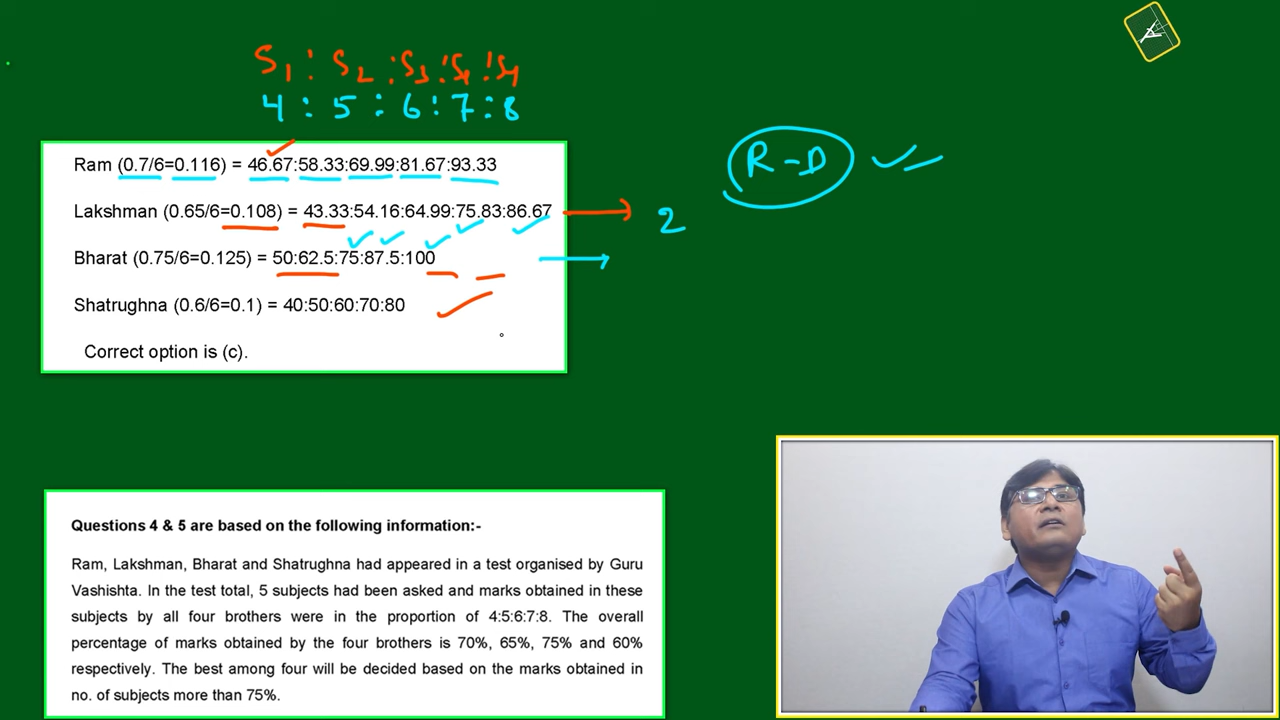 S1 : S2 : S3 : S4 : S4
4 : 5 : 6 : 7 : 8
Ram (0.7/6=0.116) = 46.67:58.33:69.99:81.67:93.33
R-D
Lakshman (0.65/6=0.108) = 43.33:54.16:64.99:75.83:86.67
2
Bharat (0.75/6=0.125) = 50:62.5:75:87.5:100
Shatrughna (0.6/6=0.1) = 40:50:60:70:80
Correct option is (c).
Questions 4 & 5 are based on the following information:-
Ram, Lakshman, Bharat and Shatrughna had appeared in a test organised by Guru
Vashishta. In the test total, 5 subjects had been asked and marks obtained in these
subjects by all four brothers were in the proportion of 4:5:6:7:8. The overall
percentage of marks obtained by the four brothers is 70%, 65%, 75% and 60%
respectively. The best among four will be decided based on the marks obtained in
no. of subjects more than 75%.